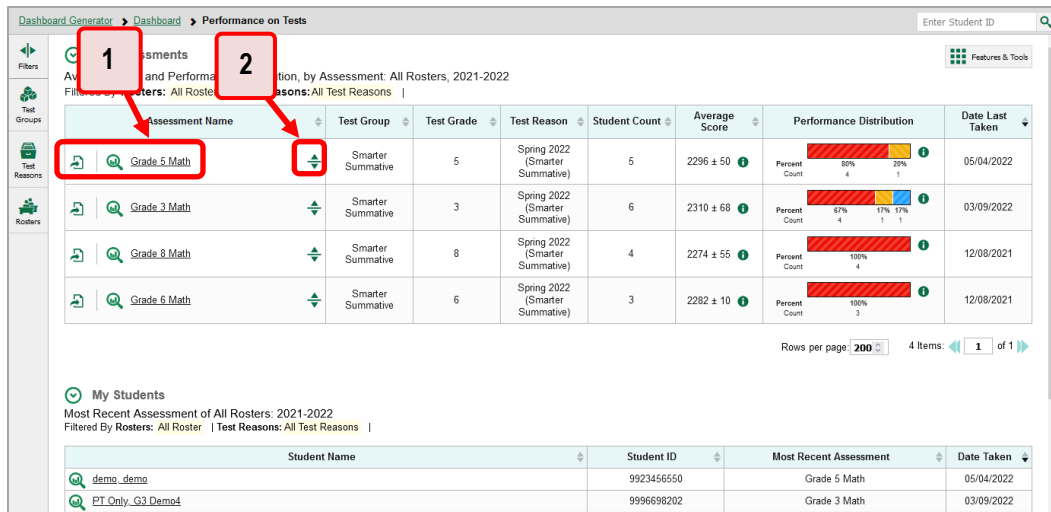 Dashboard Generator > Dashboard > Performance on Tests
Enter Student ID
Filters
Test Groups
Test Reasons
Rosters
1
2
ssments
Features & Tools
Av and Performa tion, by Assessment: All Rosters, 2021-2022
Filt sters: All Roste asons: All Test Reasons |
Assessment Name Test Group Test Grade Test Reason Student Count Average Score Performance Distribution Date Last Taken
Grade 5 Math Smarter Summative 5 Spring 2022 (Smarter Summative) 5 2296 ± 50 Percent 80% 20% Count 4 1 05/04/2022
Grade 3 Math Smarter Summative 3 Spring 2022 (Smarter Summative) 6 2310 ± 68 Percent 67% 17% 17% Count 4 1 1 03/09/2022
Grade 8 Math Smarter Summative 8 Spring 2022 (Smarter Summative) 4 2274 ± 55 Percent 100% Count 4 12/08/2021
Grade 6 Math Smarter Summative 6 Spring 2022 (Smarter Summative) 3 2282 ± 10 Percent 100% Count 3 12/08/2021
Rows per page: 200 4 Items: 1 of 1
My Students
Most Recent Assessment of All Rosters: 2021-2022
Filtered By Rosters: All Roster | Test Reasons: All Test Reasons |
Student Name Student ID Most Recent Assessment Date Taken
demo, demo 9923456550 Grade 5 Math 05/04/2022
PT Only, G3 Demo4 9996698202 Grade 3 Math 03/09/2022